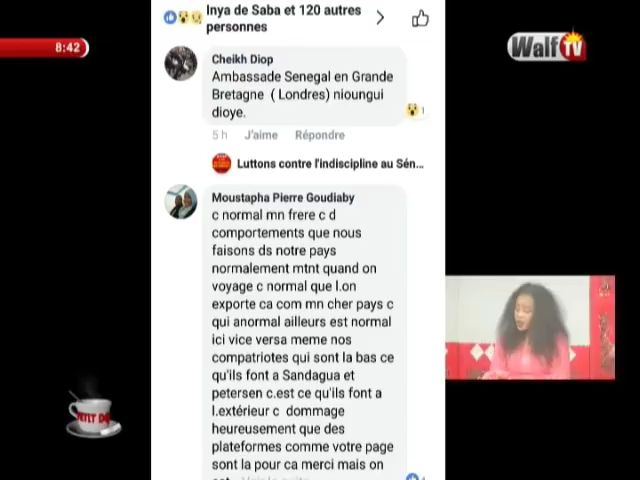 8:42
Inya de Saba et 120 autres
personnes
Walf TV
Cheikh Diop
Ambassade Senegal en Grande
Bretagne ( Londres) nioungui
dioye.
1
5 h J'aime Répondre
Luttons contre l'indiscipline au Sén...
Moustapha Pierre Goudiaby
c normal mn frere c d
comportements que nous
faisons ds notre pays
normalement mtnt quand on
voyage c normal que l.on
exporte ca com mn cher pays c
qui anormal ailleurs est normal
ici vice versa meme nos
compatriotes qui sont la bas ce
qu'ils font a Sandagua et
petersen c.est ce qu'ils font a
l.extérieur c dommage
heureusement que des
plateformes comme votre page
sont la pour ca merci mais on